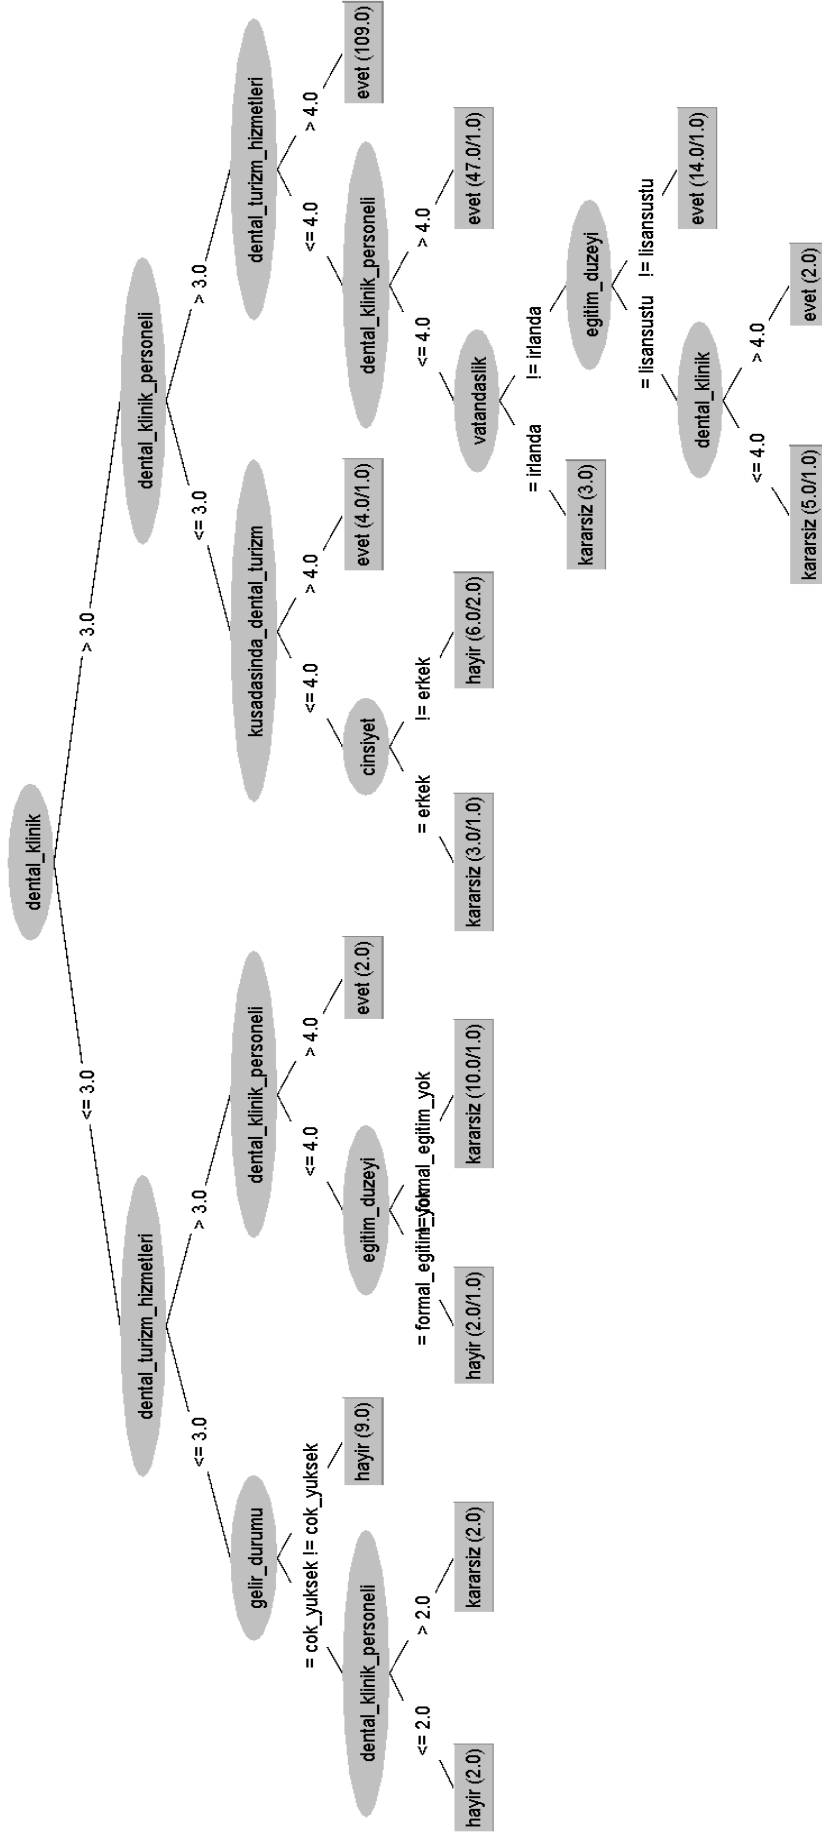 dental_klinik
<= 3.0
> 3.0
dental_turizm_hizmetleri
dental_klinik_personeli
<= 3.0
> 3.0
<= 3.0
> 3.0
gelir_durumu
dental_klinik_personeli
kusadasinda_dental_turizm
dental_turizm_hizmetleri
= cok_yuksek
!= cok_yuksek
<= 4.0
> 4.0
<= 4.0
> 4.0
<= 4.0
> 4.0
dental_klinik_personeli
hayir (9.0)
egitim_duzeyi
evet (2.0)
cinsiyet
evet (4.0/1.0)
dental_klinik_personeli
evet (109.0)
<= 2.0
> 2.0
= formal_egitim_yok
!= formal_egitim_yok
= erkek
!= erkek
<= 4.0
> 4.0
hayir (2.0)
kararsiz (2.0)
hayir (2.0/1.0)
kararsiz (10.0/1.0)
kararsiz (3.0/1.0)
hayir (6.0/2.0)
vatandaslik
evet (47.0/1.0)
= irlanda
!= irlanda
kararsiz (3.0)
egitim_duzeyi
= lisansustu
!= lisansustu
dental_klinik
evet (14.0/1.0)
<= 4.0
> 4.0
kararsiz (5.0/1.0)
evet (2.0)